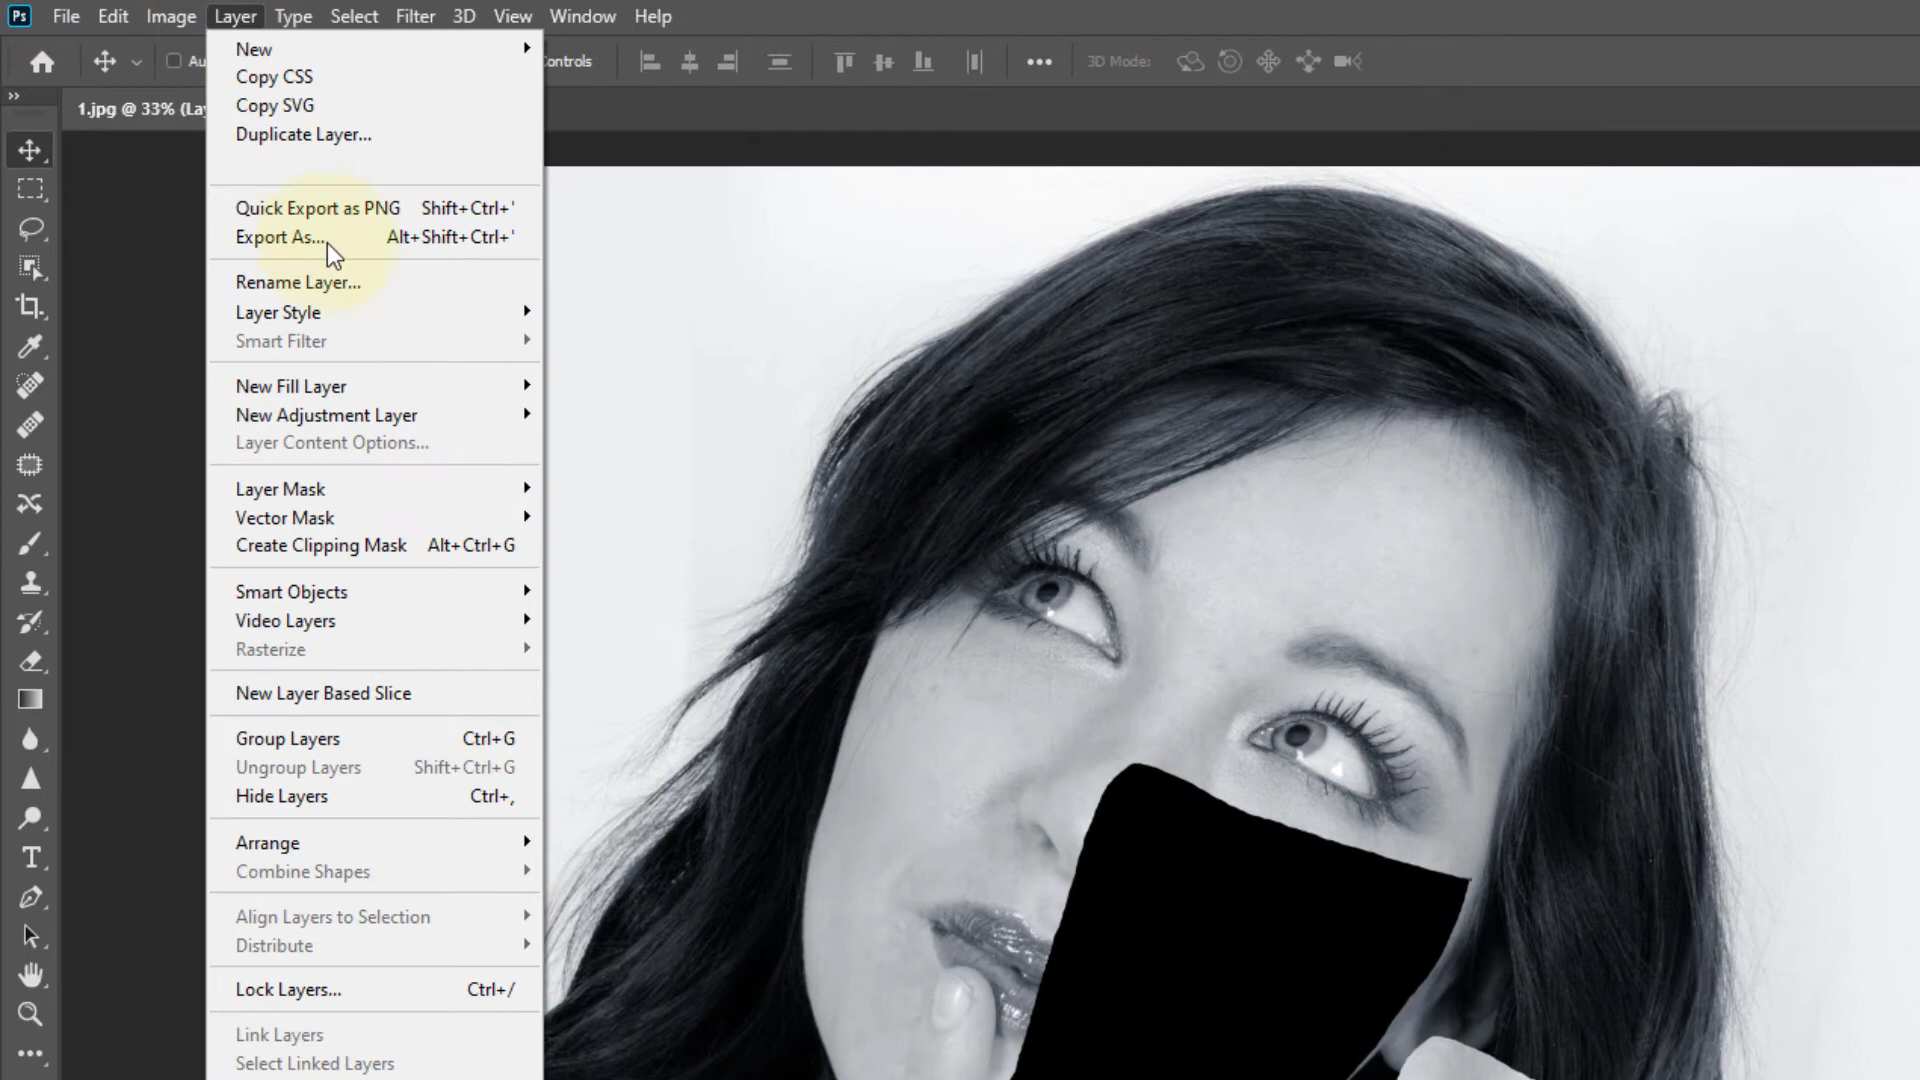 Ps File Edit Image Layer Type Select Filter 3D View Window Help
Au ontrols 3D Mode:
1.jpg @ 33% (Lay
New
Copy CSS
Copy SVG
Duplicate Layer...
Quick Export as PNG Shift+Ctrl+'
Export As... Alt+Shift+Ctrl+'
Rename Layer...
Layer Style
Smart Filter
New Fill Layer
New Adjustment Layer
Layer Content Options...
Layer Mask
Vector Mask
Create Clipping Mask Alt+Ctrl+G
Smart Objects
Video Layers
Rasterize
New Layer Based Slice
Group Layers Ctrl+G
Ungroup Layers Shift+Ctrl+G
Hide Layers Ctrl+,
Arrange
Combine Shapes
Align Layers to Selection
Distribute
Lock Layers... Ctrl+/
Link Layers
Select Linked Layers